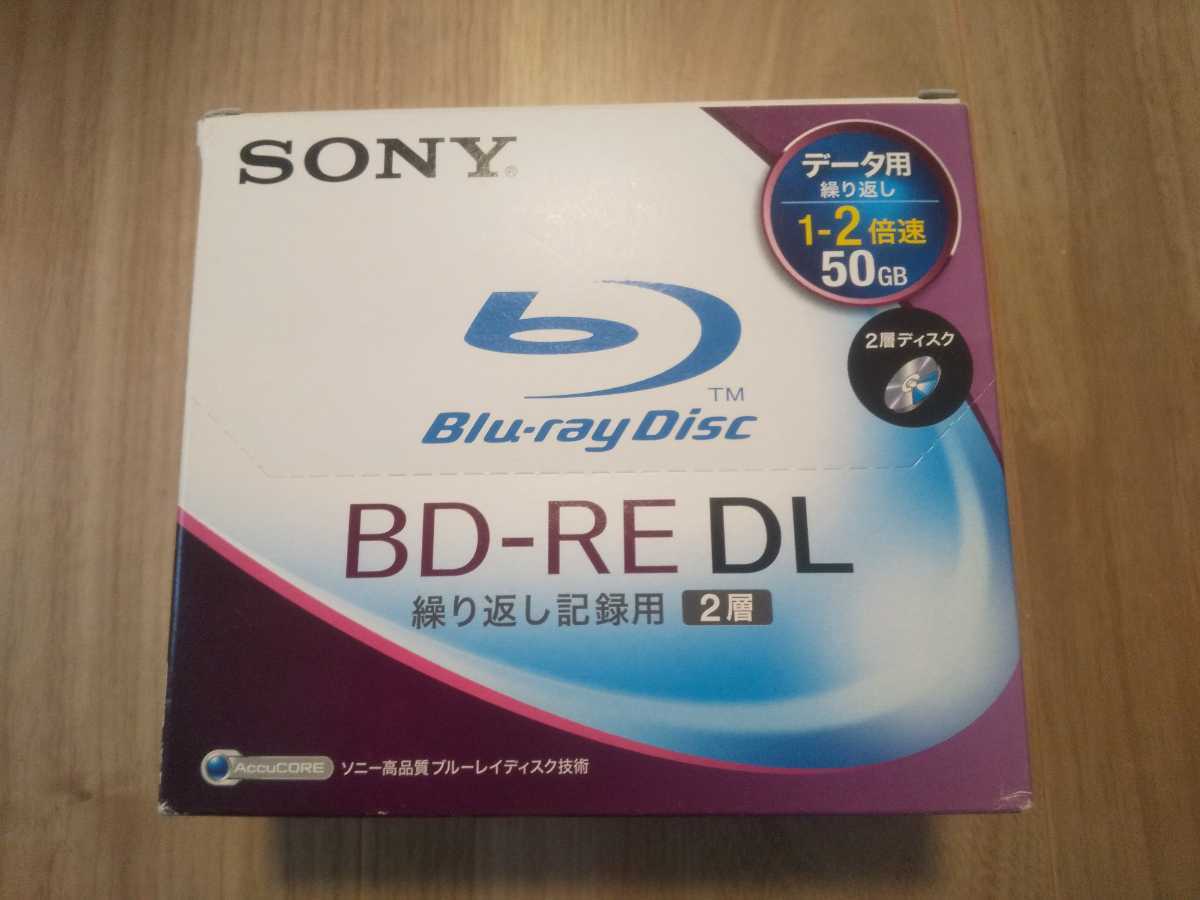 SONY®
データ用
繰り返し
1-2倍速
50GB
2層ディスク
TM
Blu-ray Disc
BD-RE DL
繰り返し記録用 2層
AccuCORE ソニー高品質ブルーレイディスク技術